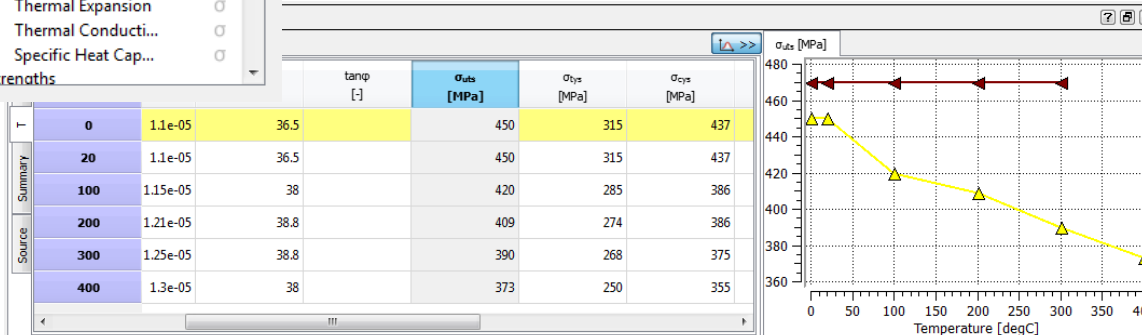 Thermal Expansion σ
Thermal Conducti... σ
Specific Heat Cap... σ
rengths
? 
>> σuts [MPa]
tanφ σuts σtys σcys
[-] [MPa] [MPa] [MPa]
T
Summary
Source
0 1.1e-05 36.5 450 315 437
20 1.1e-05 36.5 450 315 437
100 1.15e-05 38 420 285 386
200 1.21e-05 38.8 409 274 386
300 1.25e-05 38.8 390 268 375
400 1.3e-05 38 373 250 355
480
460
440
420
400
380
360
0 50 100 150 200 250 300 350
Temperature [degC]